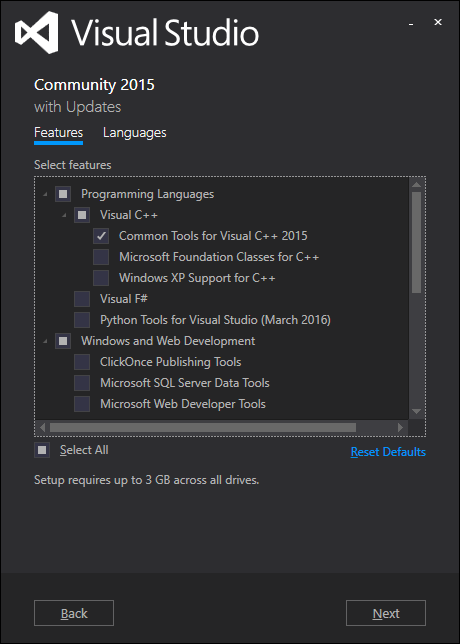 Visual Studio
Community 2015
with Updates
Features Languages
Select features
Programming Languages
Visual C++
Common Tools for Visual C++ 2015
Microsoft Foundation Classes for C++
Windows XP Support for C++
Visual F#
Python Tools for Visual Studio (March 2016)
Windows and Web Development
ClickOnce Publishing Tools
Microsoft SQL Server Data Tools
Microsoft Web Developer Tools
Select All Reset Defaults
Setup requires up to 3 GB across all drives.
Back Next